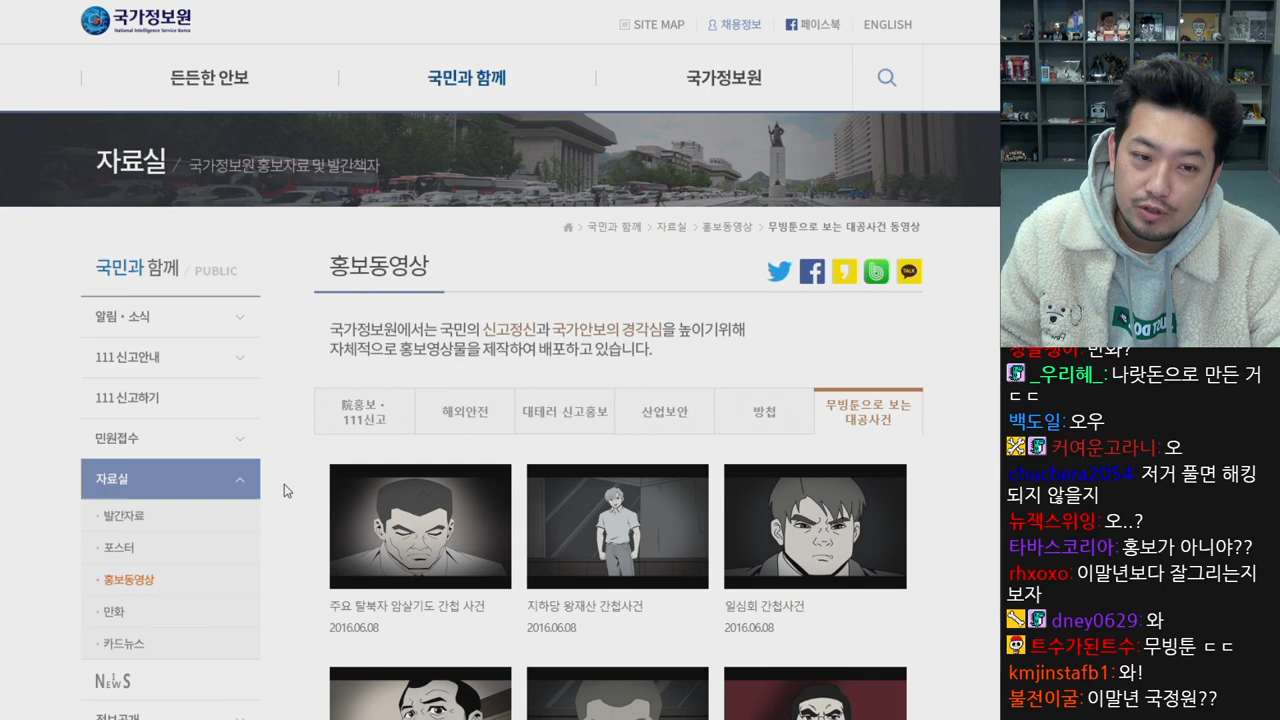 국가정보원
National Intelligence Service Korea
SITE MAP
채용정보
페이스북
ENGLISH
든든한 안보
국민과 함께
국가정보원
자료실 / 국가정보원 홍보자료 및 발간책자
국민과 함께 > 자료실 > 홍보동영상 > 무빙툰으로 보는 대공사건 동영상
국민과 함께 / PUBLIC
알림·소식
111 신고안내
111 신고하기
민원접수
자료실
발간자료
포스터
홍보동영상
만화
카드뉴스
NEWS
정보공개
홍보동영상
TALK
국가정보원에서는 국민의 신고정신과 국가안보의 경각심을 높이기위해
자체적으로 홍보영상물을 제작하여 배포하고 있습니다.
院홍보·
111신고
해외안전
대테러 신고홍보
산업보안
방첩
무빙툰으로 보는
대공사건
주요 탈북자 암살기도 간첩 사건
2016.06.08
지하당 왕재산 간첩사건
2016.06.08
일심회 간첩사건
2016.06.08
만화?
_우리혜_: 나랏돈으로 만든 거
ㄷㄷ
백도일: 오우
커여운고라니: 오
chuchera2054: 저거 풀면 해킹
되지 않을지
뉴잭스위잉: 오..?
타바스코리아: 홍보가 아니야??
rhxoxo: 이말년보다 잘그리는지
보자
dney0629: 와
트수가된트수: 무빙툰 ㄷㄷ
kmjinstafb1: 와!
불전이굴: 이말년 국정원??